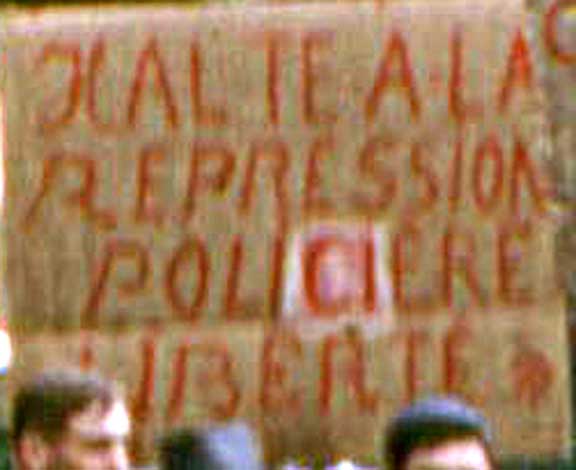 HALTE A LA
REPRESSION
POLICIERE
LIBERTE